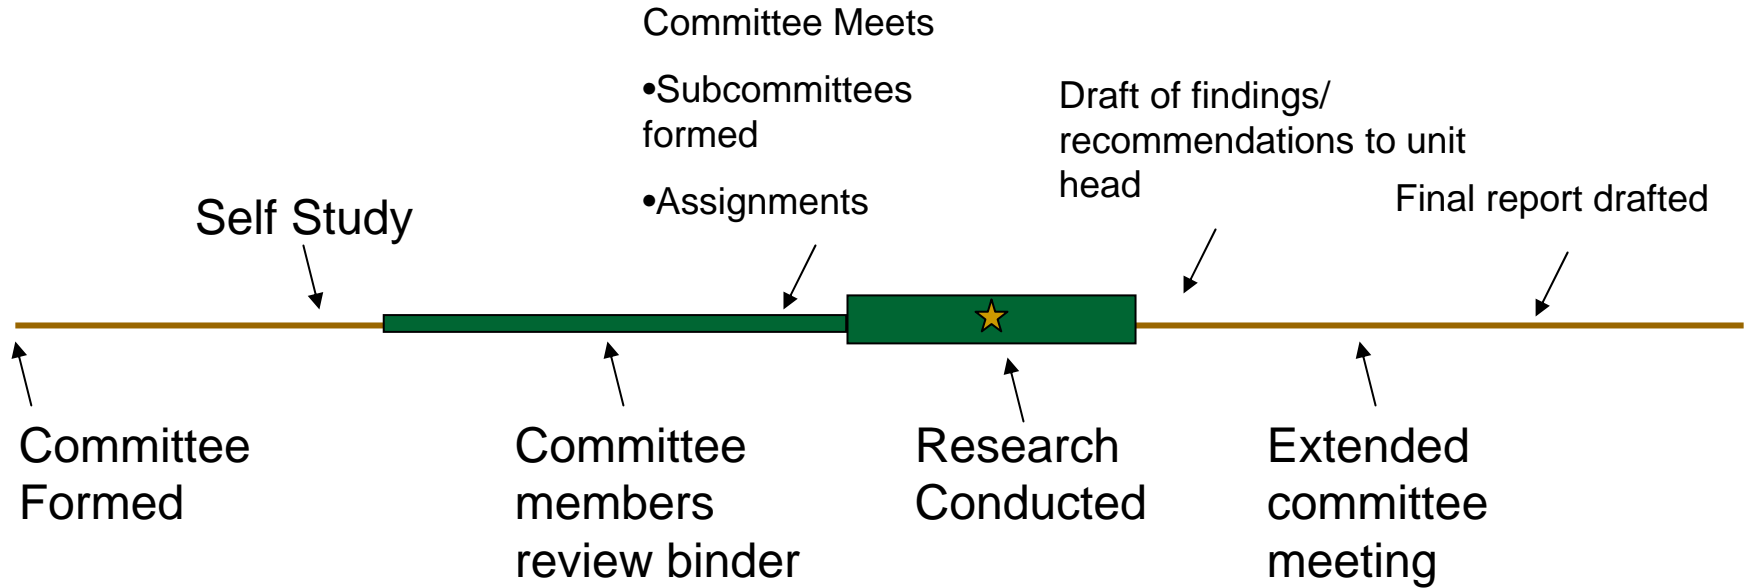 Committee Meets
•Subcommittees
formed
•Assignments
Draft of findings/
recommendations to unit
head
Final report drafted
Self Study
Committee
Formed
Committee
members
review binder
Research
Conducted
Extended
committee
meeting